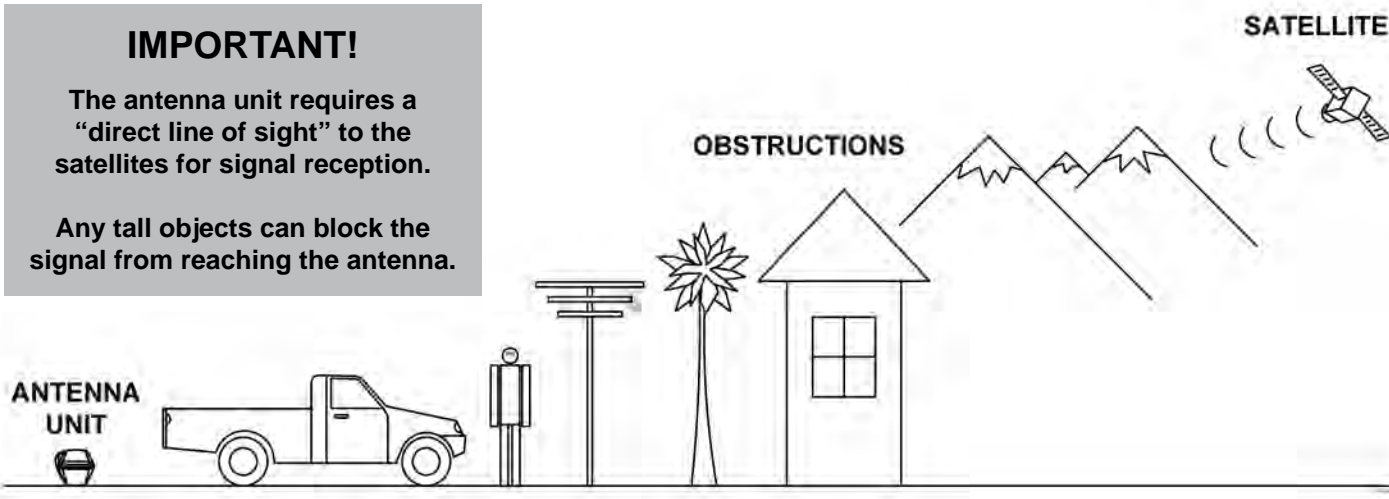 IMPORTANT!
The antenna unit requires a
“direct line of sight” to the
satellites for signal reception.
Any tall objects can block the
signal from reaching the antenna.
SATELLITE
OBSTRUCTIONS
ANTENNA
UNIT